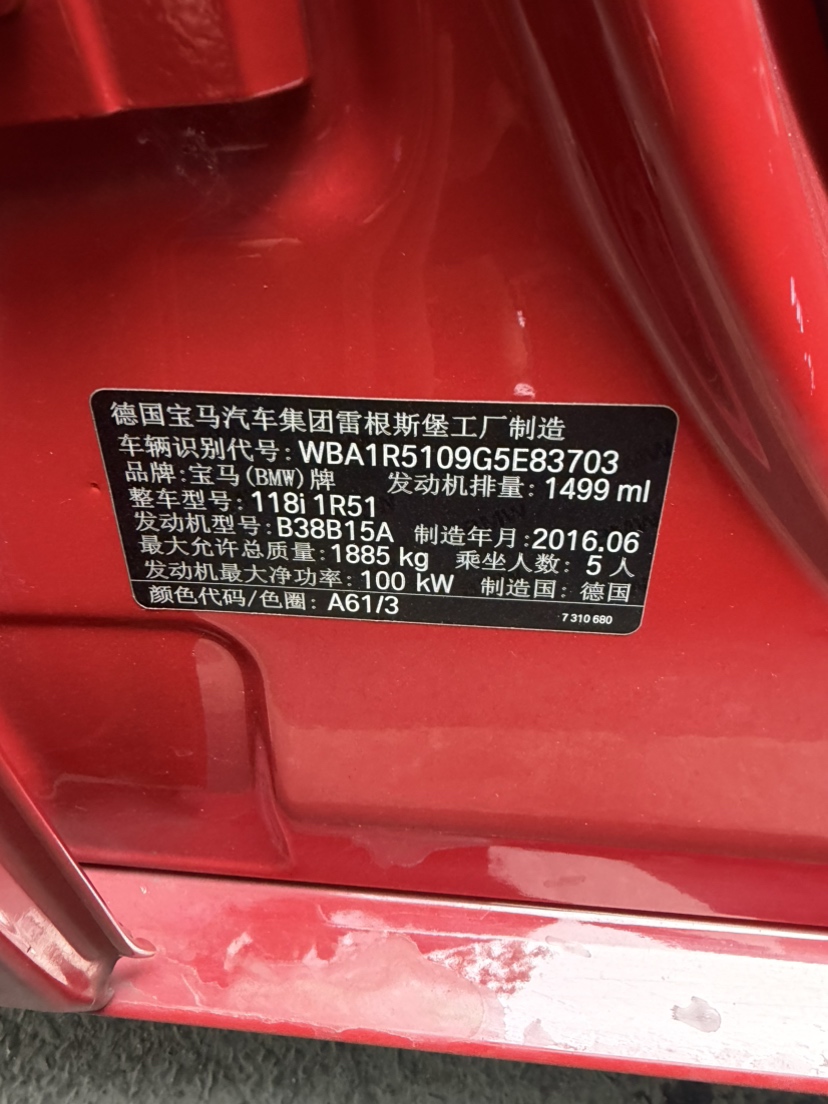 德国宝马汽车集团雷根斯堡工厂制造
车辆识别代号: WBA1R5109G5E83703
品牌: 宝马(BMW)牌 发动机排量: 1499 ml
整车型号: 118i 1R51
发动机型号: B38B15A 制造年月: 2016.06
最大允许总质量: 1885 kg 乘坐人数: 5 人
发动机最大净功率: 100 kW 制造国: 德国
颜色代码/色圈: A61/3 7 310 680